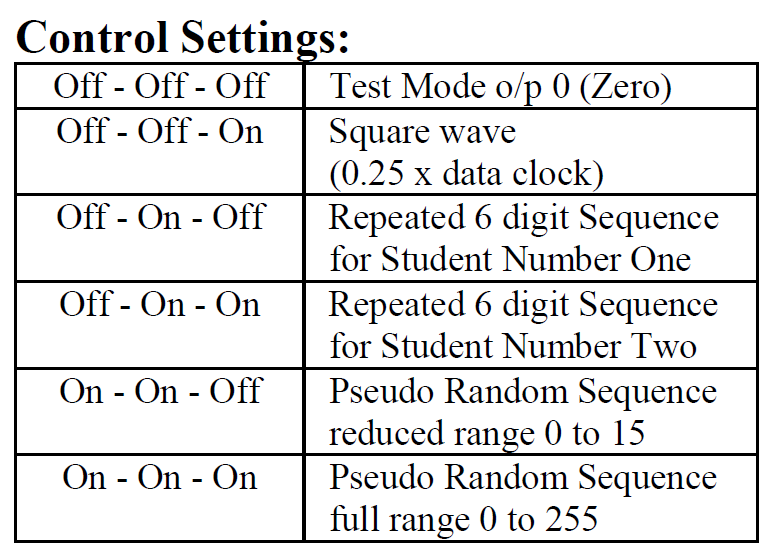 Control Settings:
Off - Off - Off
Test Mode o/p 0 (Zero)
Off - Off - On
Square wave
(0.25 x data clock)
Off - On - Off
Repeated 6 digit Sequence
for Student Number One
Off - On - On
Repeated 6 digit Sequence
for Student Number Two
On - On - Off
Pseudo Random Sequence
reduced range 0 to 15
On - On - On
Pseudo Random Sequence
full range 0 to 255